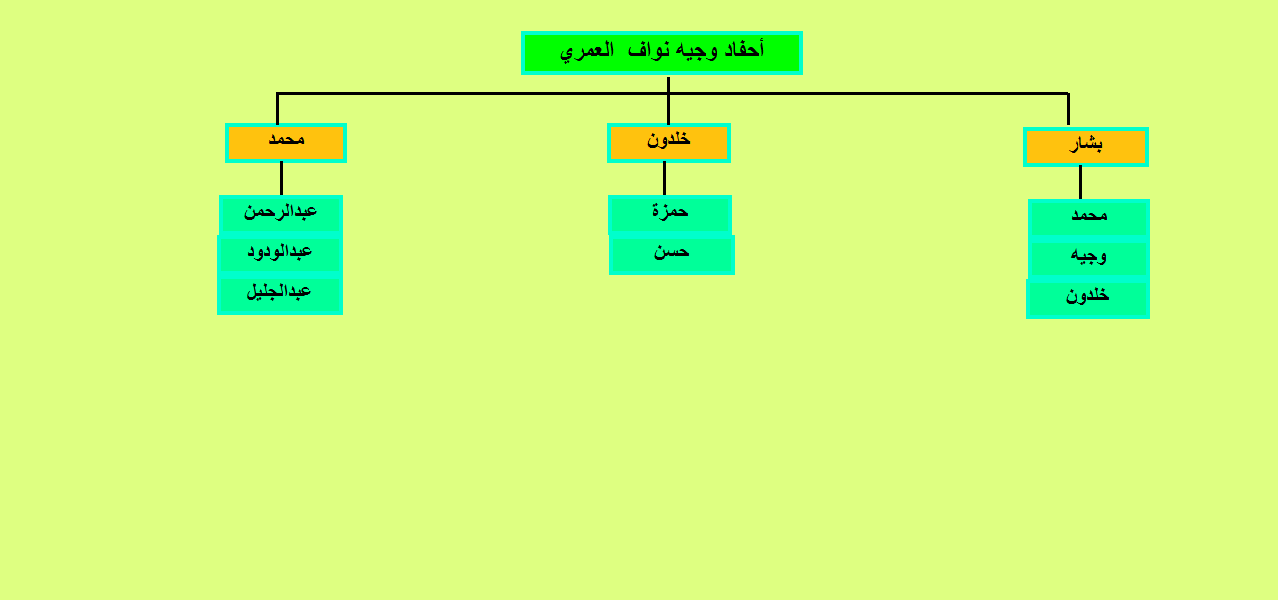 أحفاد وجيه نواف العمري
بشار
خلدون
محمد
محمد
وجيه
خلدون
حمزة
حسن
عبدالرحمن
عبدالودود
عبدالجليل